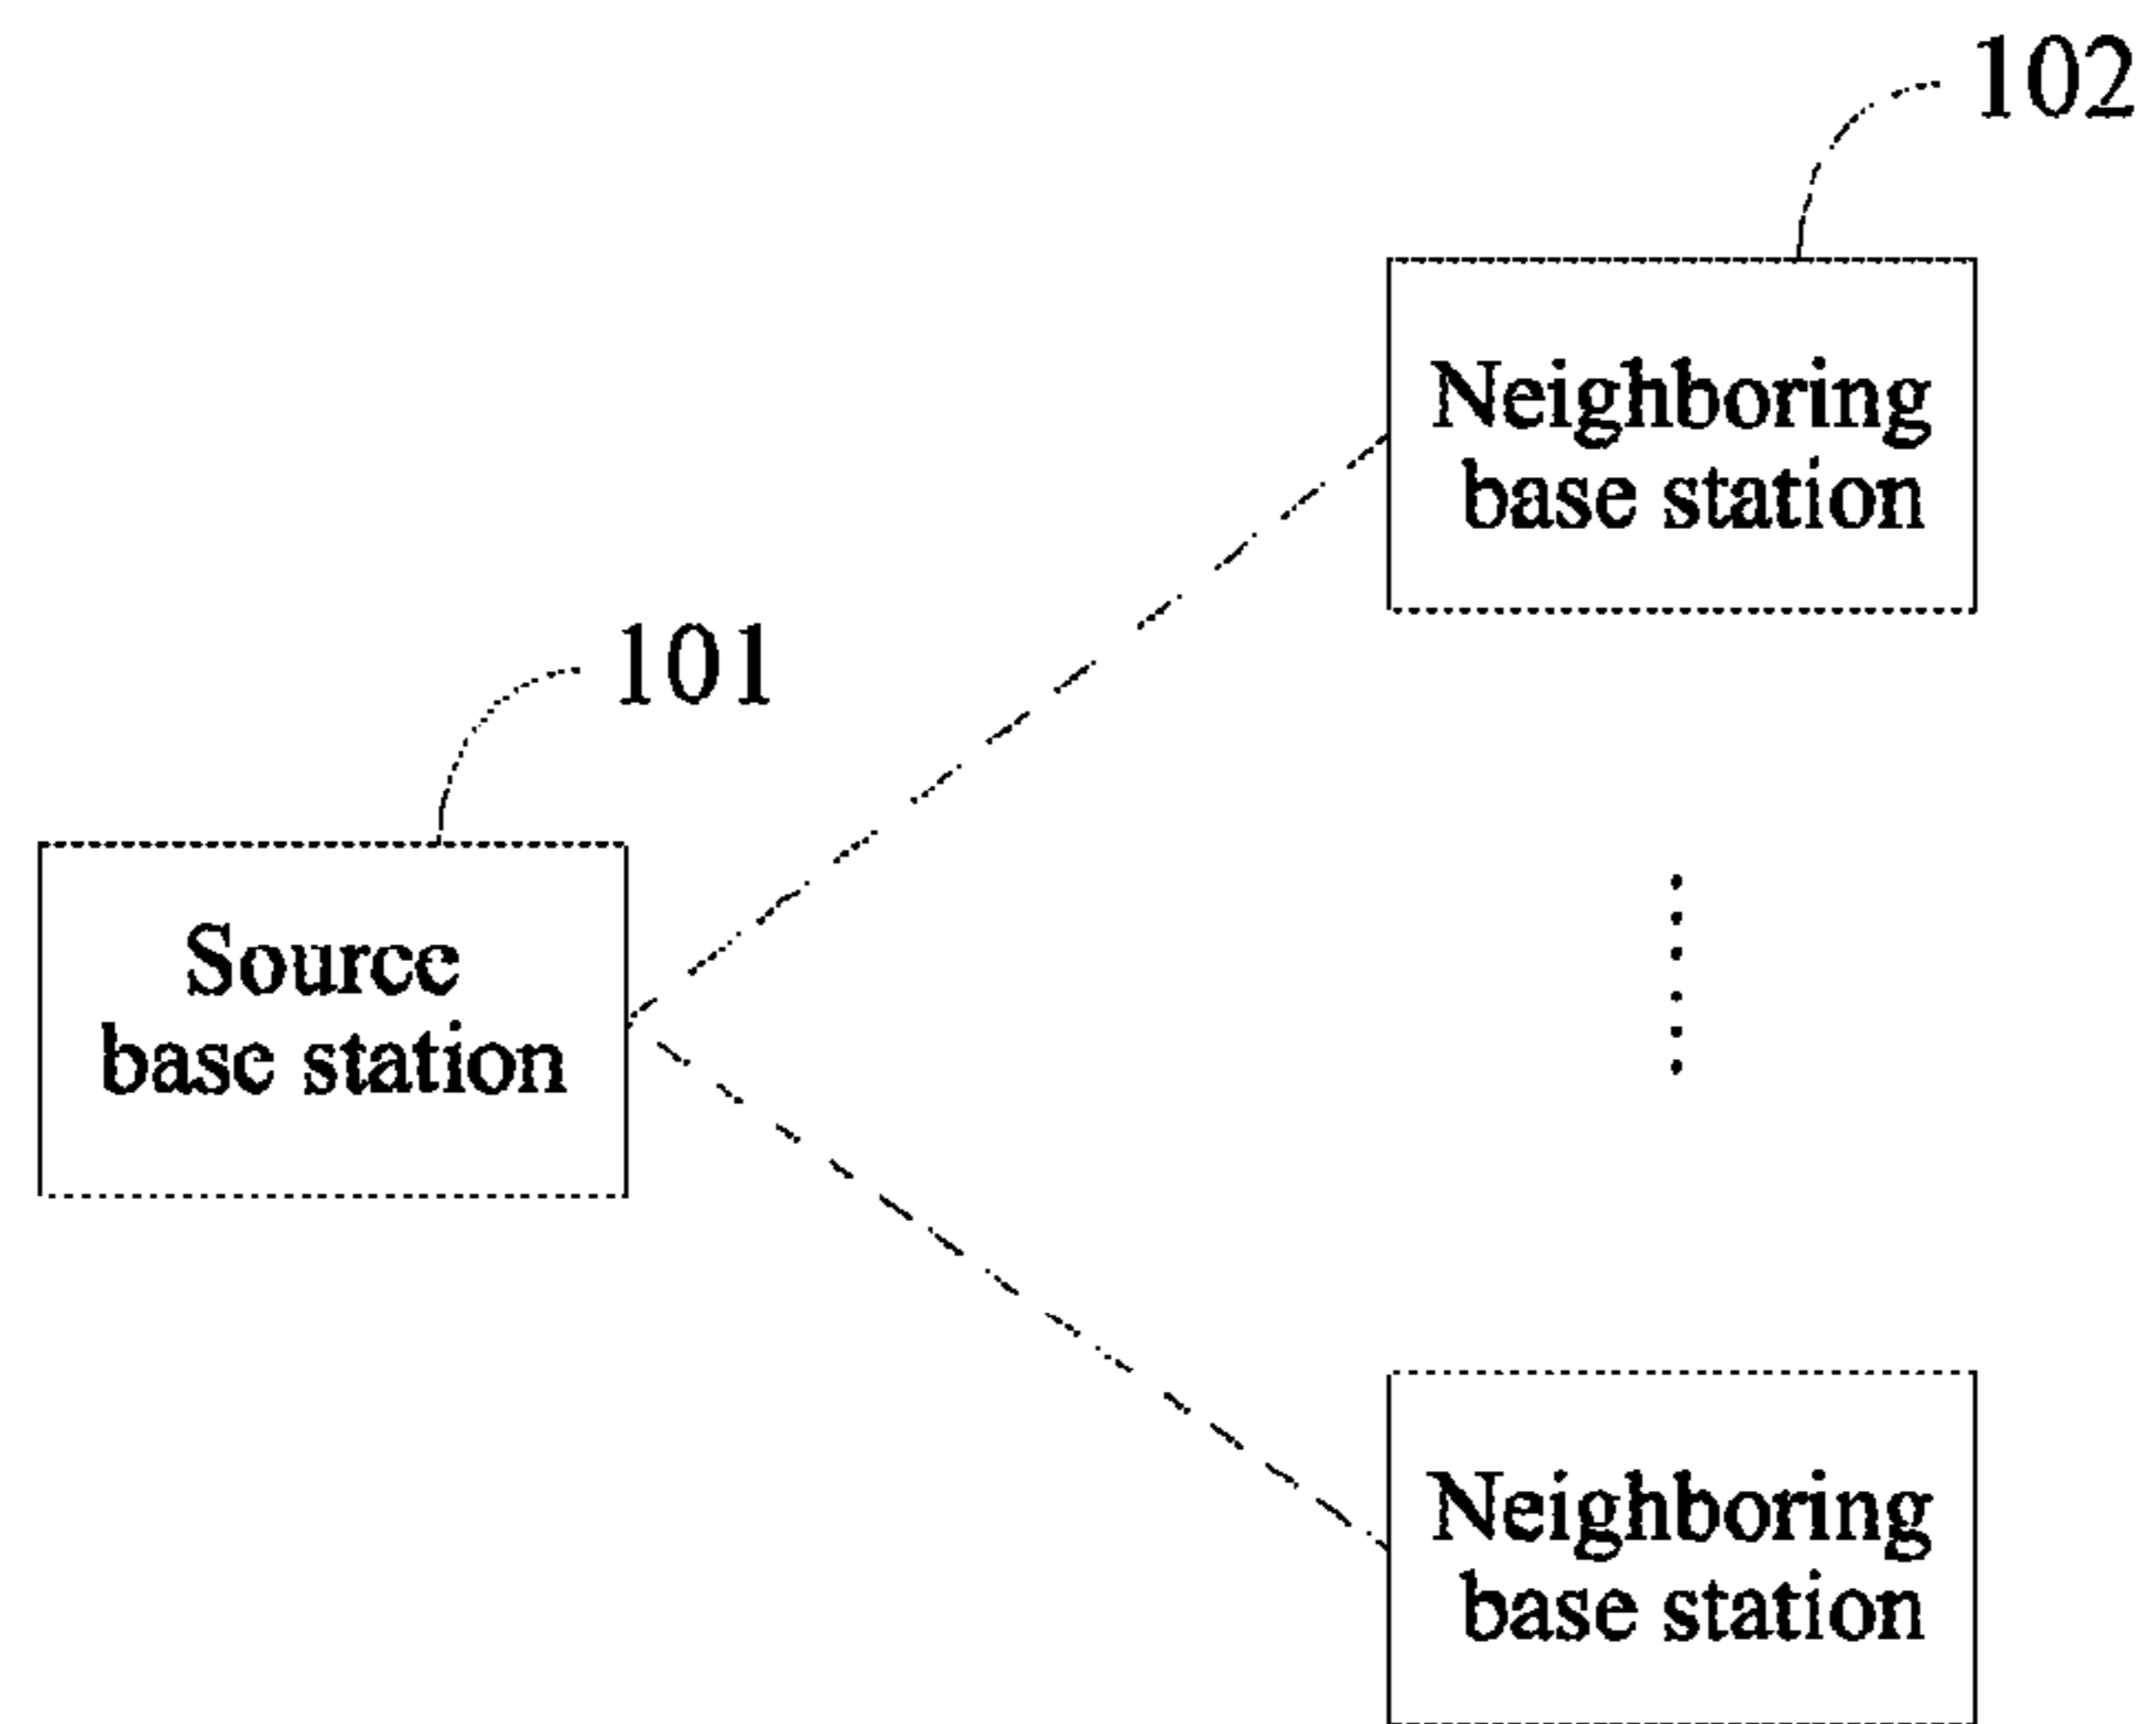 102
Neighboring
base station
101
Source
base station
Neighboring
base station